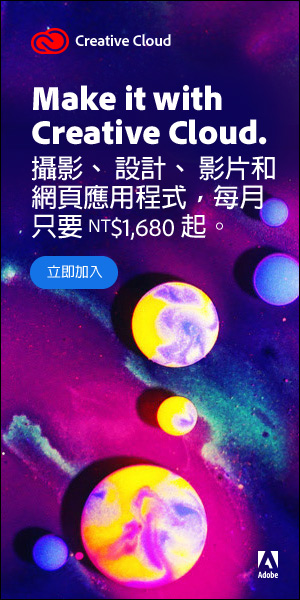 Creative Cloud
Make it with
Creative Cloud.
攝影、 設計、 影片和
網頁應用程式，每月
只要 NT$1,680 起。
立即加入
Adobe